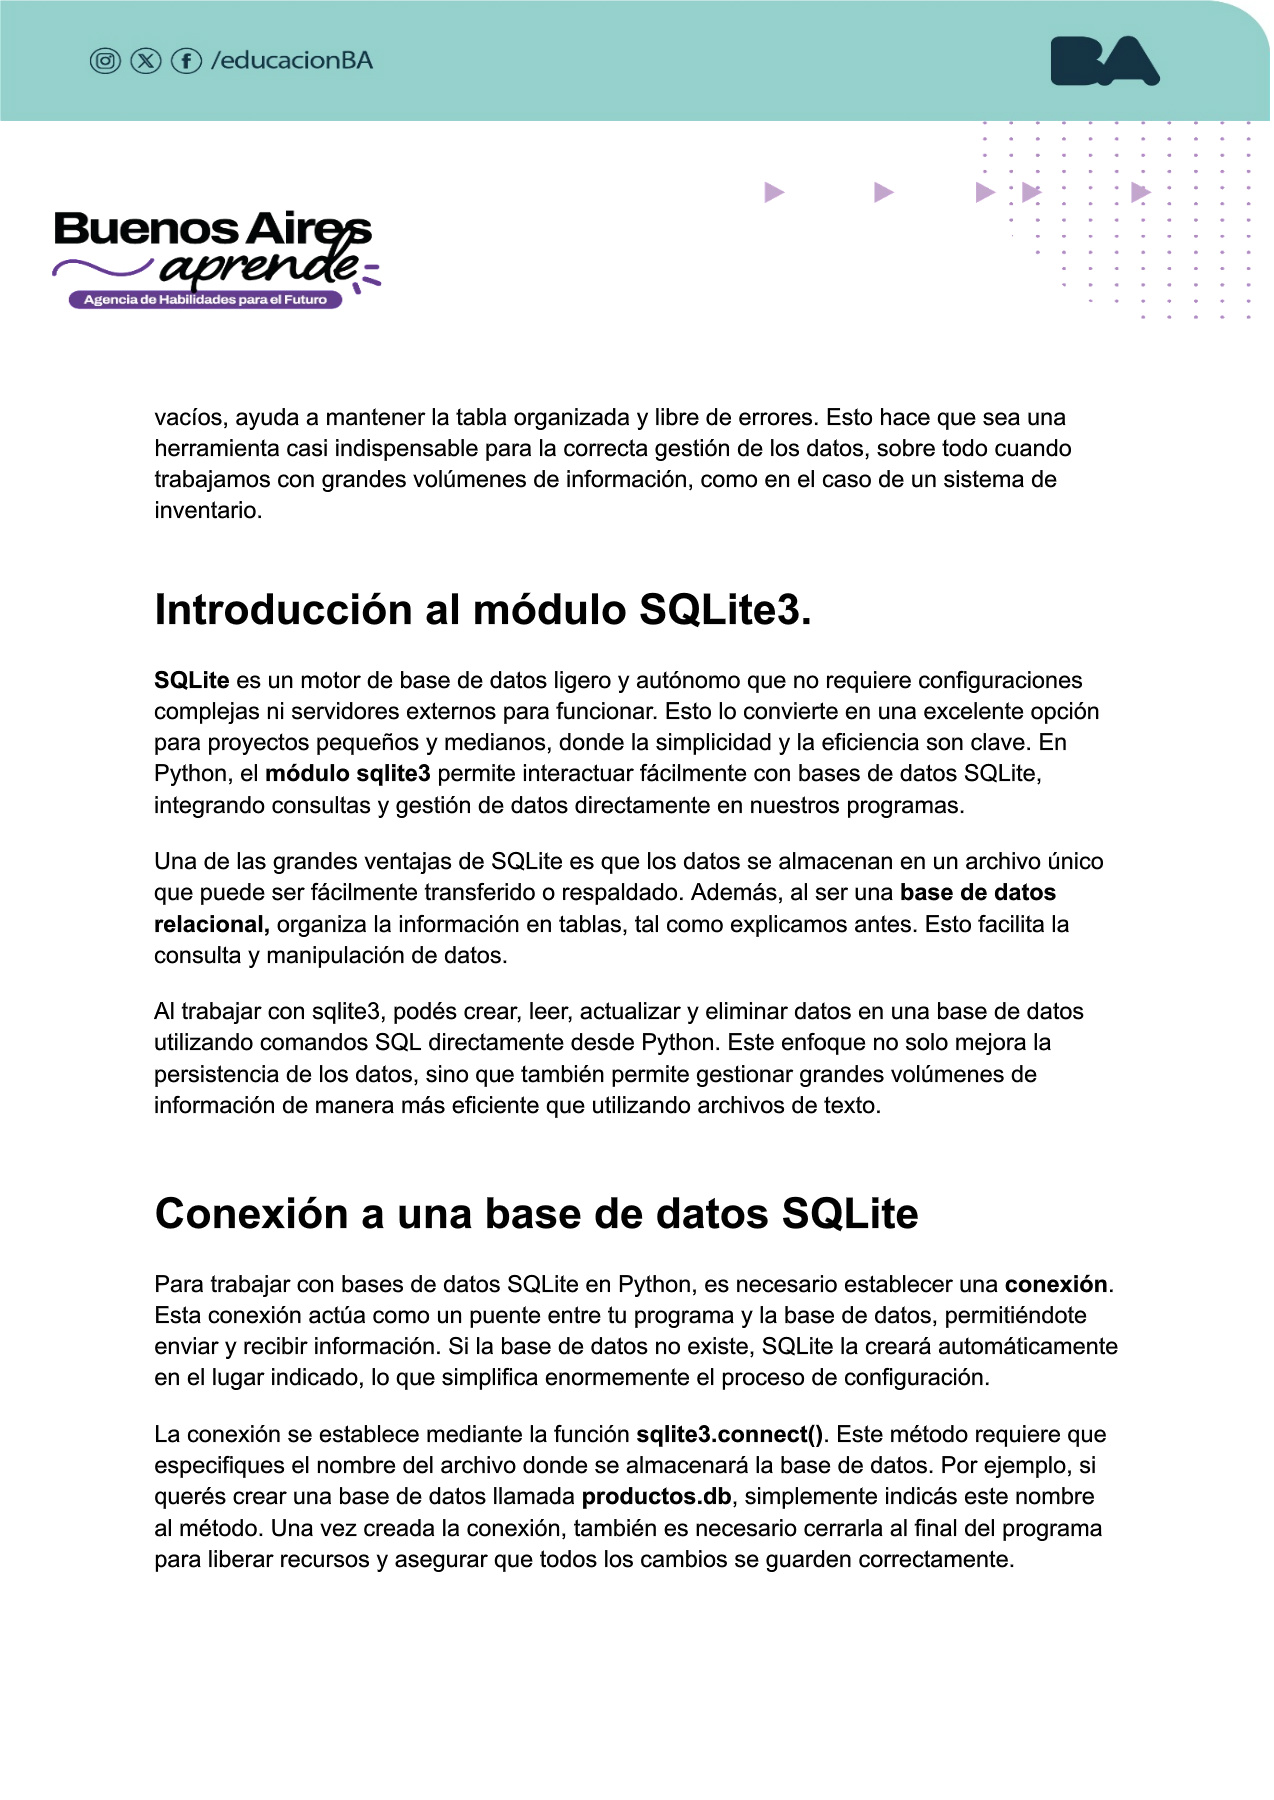 /educacionBA
BA
Buenos Aires
aprende
Agencia de Habilidades para el Futuro
vacíos, ayuda a mantener la tabla organizada y libre de errores. Esto hace que sea una
herramienta casi indispensable para la correcta gestión de los datos, sobre todo cuando
trabajamos con grandes volúmenes de información, como en el caso de un sistema de
inventario.
Introducción al módulo SQLite3.
SQLite es un motor de base de datos ligero y autónomo que no requiere configuraciones
complejas ni servidores externos para funcionar. Esto lo convierte en una excelente opción
para proyectos pequeños y medianos, donde la simplicidad y la eficiencia son clave. En
Python, el módulo sqlite3 permite interactuar fácilmente con bases de datos SQLite,
integrando consultas y gestión de datos directamente en nuestros programas.
Una de las grandes ventajas de SQLite es que los datos se almacenan en un archivo único
que puede ser fácilmente transferido o respaldado. Además, al ser una base de datos
relacional, organiza la información en tablas, tal como explicamos antes. Esto facilita la
consulta y manipulación de datos.
Al trabajar con sqlite3, podés crear, leer, actualizar y eliminar datos en una base de datos
utilizando comandos SQL directamente desde Python. Este enfoque no solo mejora la
persistencia de los datos, sino que también permite gestionar grandes volúmenes de
información de manera más eficiente que utilizando archivos de texto.
Conexión a una base de datos SQLite
Para trabajar con bases de datos SQLite en Python, es necesario establecer una conexión.
Esta conexión actúa como un puente entre tu programa y la base de datos, permitiéndote
enviar y recibir información. Si la base de datos no existe, SQLite la creará automáticamente
en el lugar indicado, lo que simplifica enormemente el proceso de configuración.
La conexión se establece mediante la función sqlite3.connect(). Este método requiere que
especifiques el nombre del archivo donde se almacenará la base de datos. Por ejemplo, si
querés crear una base de datos llamada productos.db, simplemente indicás este nombre
al método. Una vez creada la conexión, también es necesario cerrarla al final del programa
para liberar recursos y asegurar que todos los cambios se guarden correctamente.